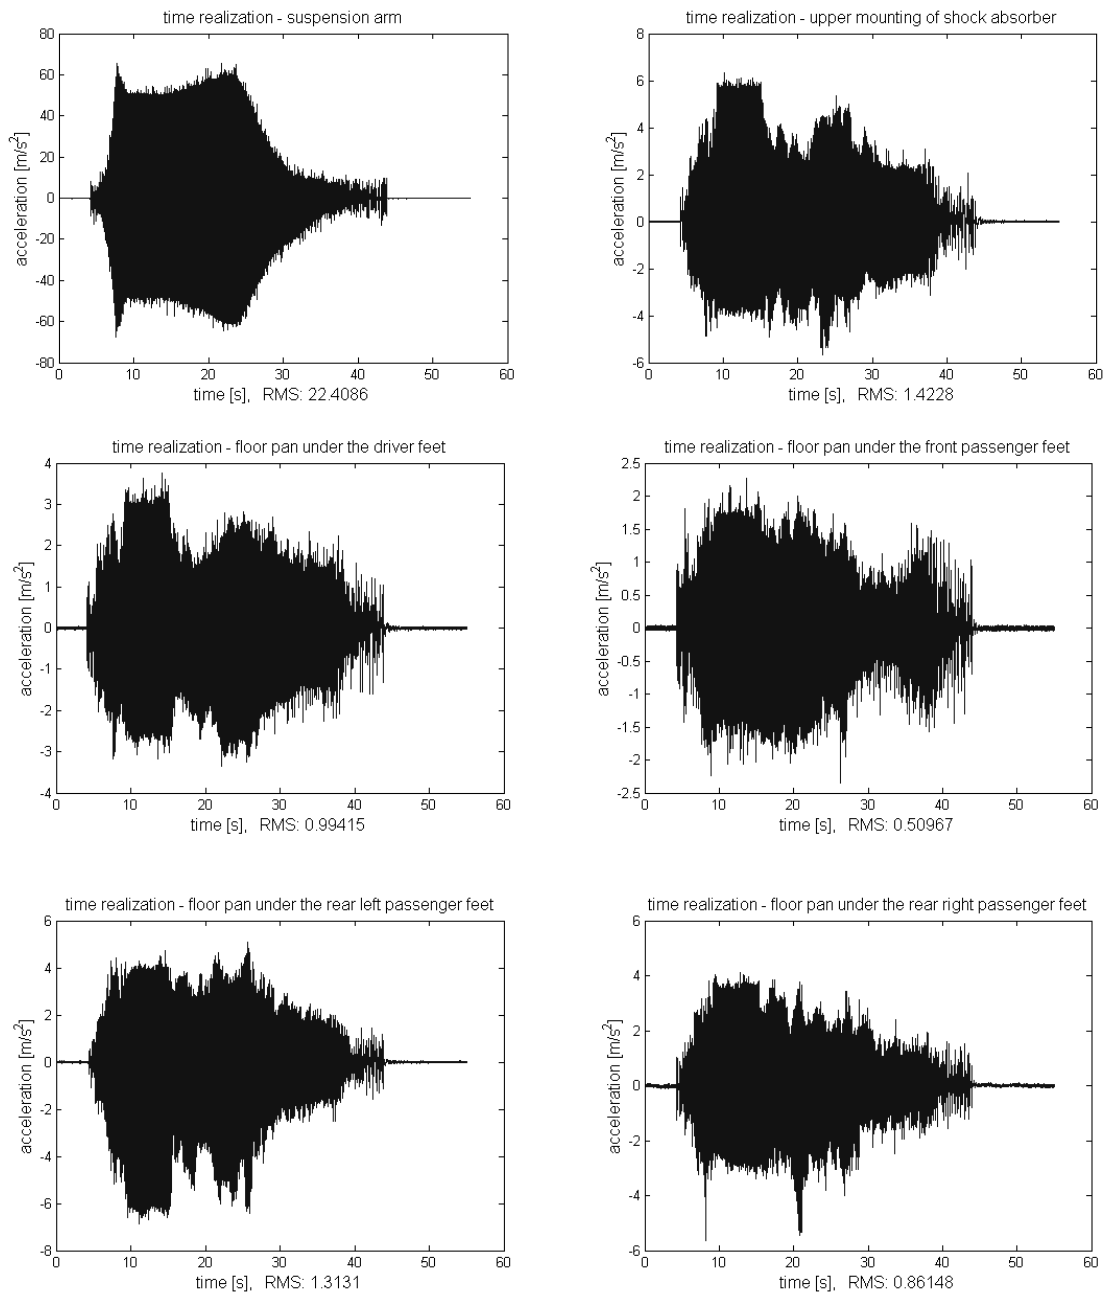 time realization - suspension arm
80
60
40
20
0
-20
-40
-60
-80
acceleration [m/s²]
0 10 20 30 40 50 60
time [s], RMS: 22.4086
time realization - upper mounting of shock absorber
8
6
4
2
0
-2
-4
-6
acceleration [m/s²]
0 10 20 30 40 50 60
time [s], RMS: 1.4228
time realization - floor pan under the driver feet
4
3
2
1
0
-1
-2
-3
-4
acceleration [m/s²]
0 10 20 30 40 50 60
time [s], RMS: 0.99415
time realization - floor pan under the front passenger feet
2.5
2
1.5
1
0.5
0
-0.5
-1
-1.5
-2
-2.5
acceleration [m/s²]
0 10 20 30 40 50 60
time [s], RMS: 0.50967
time realization - floor pan under the rear left passenger feet
6
4
2
0
-2
-4
-6
-8
acceleration [m/s²]
0 10 20 30 40 50 60
time [s], RMS: 1.3131
time realization - floor pan under the rear right passenger feet
6
4
2
0
-2
-4
-6
acceleration [m/s²]
0 10 20 30 40 50 60
time [s], RMS: 0.86148